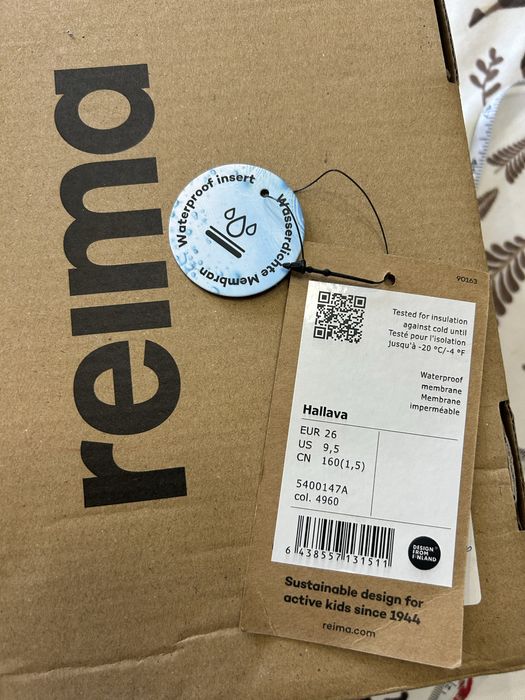 reima
Waterproof insert
Wasserdichte Membran
90163
Tested for insulation
against cold until
Testé pour l'isolation
jusqu'à -20 °C/-4 °F
Waterproof
membrane
Membrane
imperméable
Hallava
EUR 26
US 9,5
CN 160(1,5)
5400147A
col. 4960
6 438557 131511
DESIGN
FROM
FINLAND
Sustainable design for
active kids since 1944
reima.com